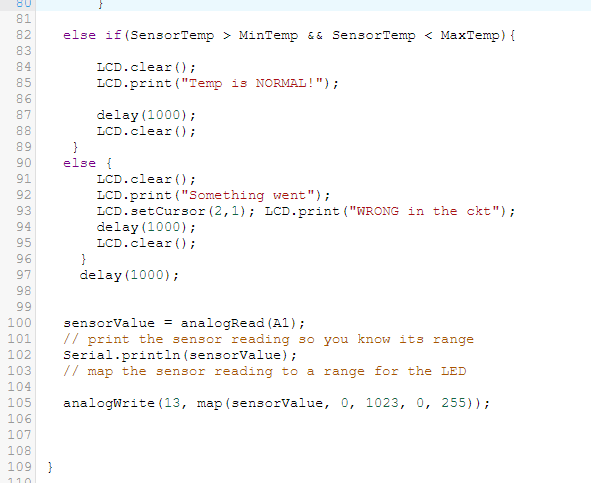 80 }
81
82 else if(SensorTemp > MinTemp && SensorTemp < MaxTemp){
83
84 LCD.clear();
85 LCD.print("Temp is NORMAL!");
86
87 delay(1000);
88 LCD.clear();
89 }
90 else {
91 LCD.clear();
92 LCD.print("Something went");
93 LCD.setCursor(2,1); LCD.print("WRONG in the ckt");
94 delay(1000);
95 LCD.clear();
96 }
97 delay(1000);
98
99
100 sensorValue = analogRead(A1);
101 // print the sensor reading so you know its range
102 Serial.println(sensorValue);
103 // map the sensor reading to a range for the LED
104
105 analogWrite(13, map(sensorValue, 0, 1023, 0, 255));
106
107
108
109 }
110